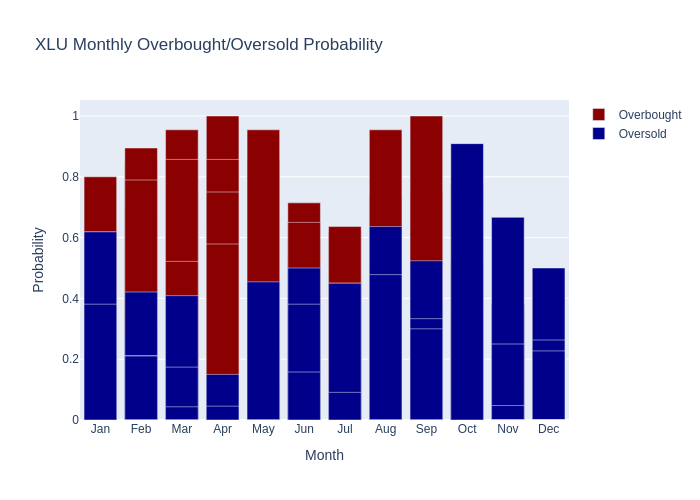 XLU Monthly Overbought/Oversold Probability
Overbought
Oversold
Probability
1
0.8
0.6
0.4
0.2
0
Jan Feb Mar Apr May Jun Jul Aug Sep Oct Nov Dec
Month